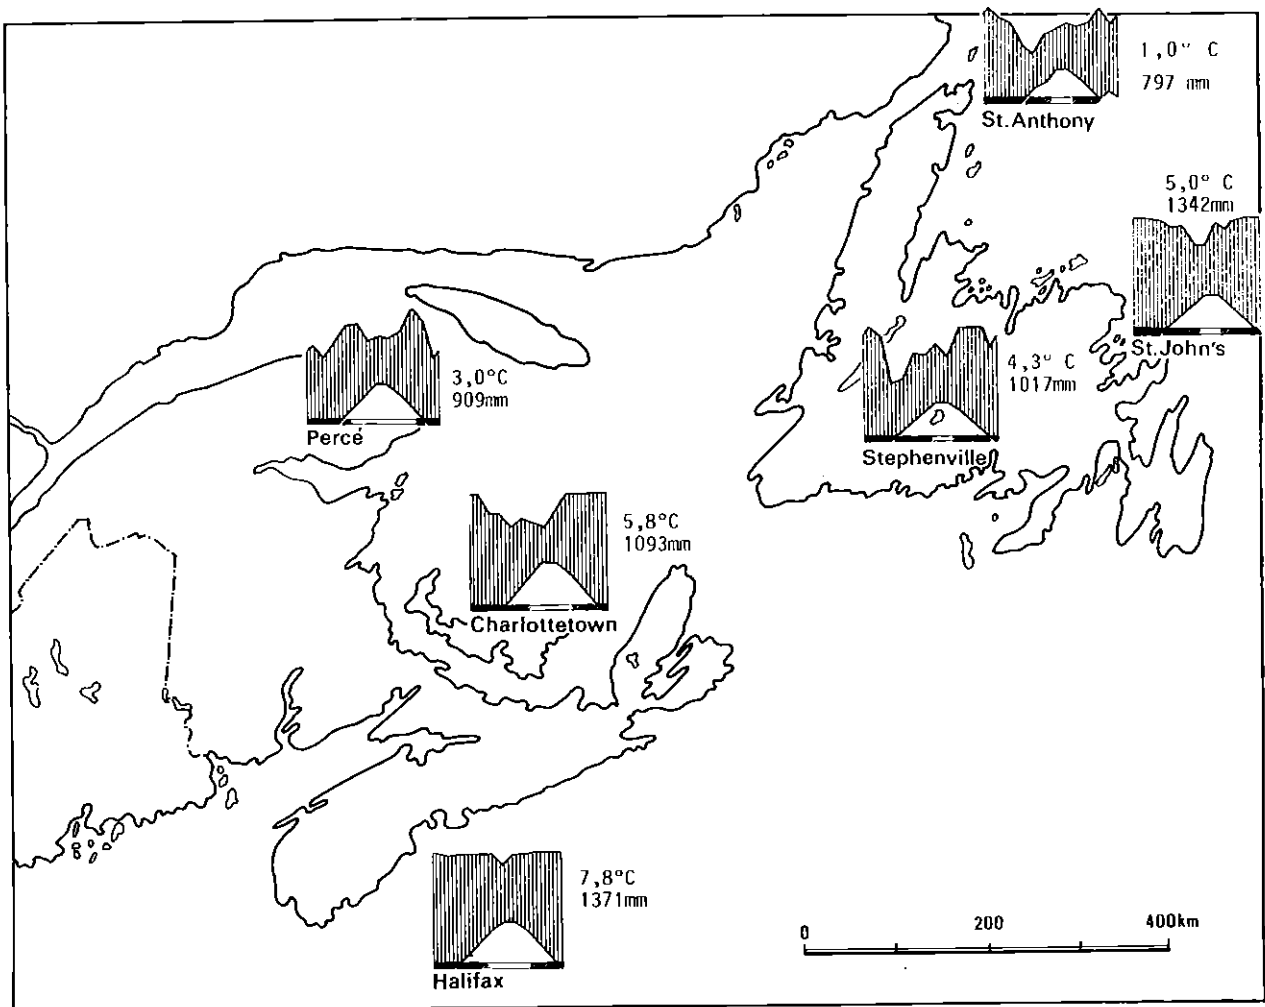 1,0° C
797 mm
St.Anthony
5,0° C
1342mm
St.John's
4,3° C
1017mm
Stephenville
3,0°C
909mm
Percé
5,8°C
1093mm
Charlottetown
7,8°C
1371mm
Halifax
0 200 400km